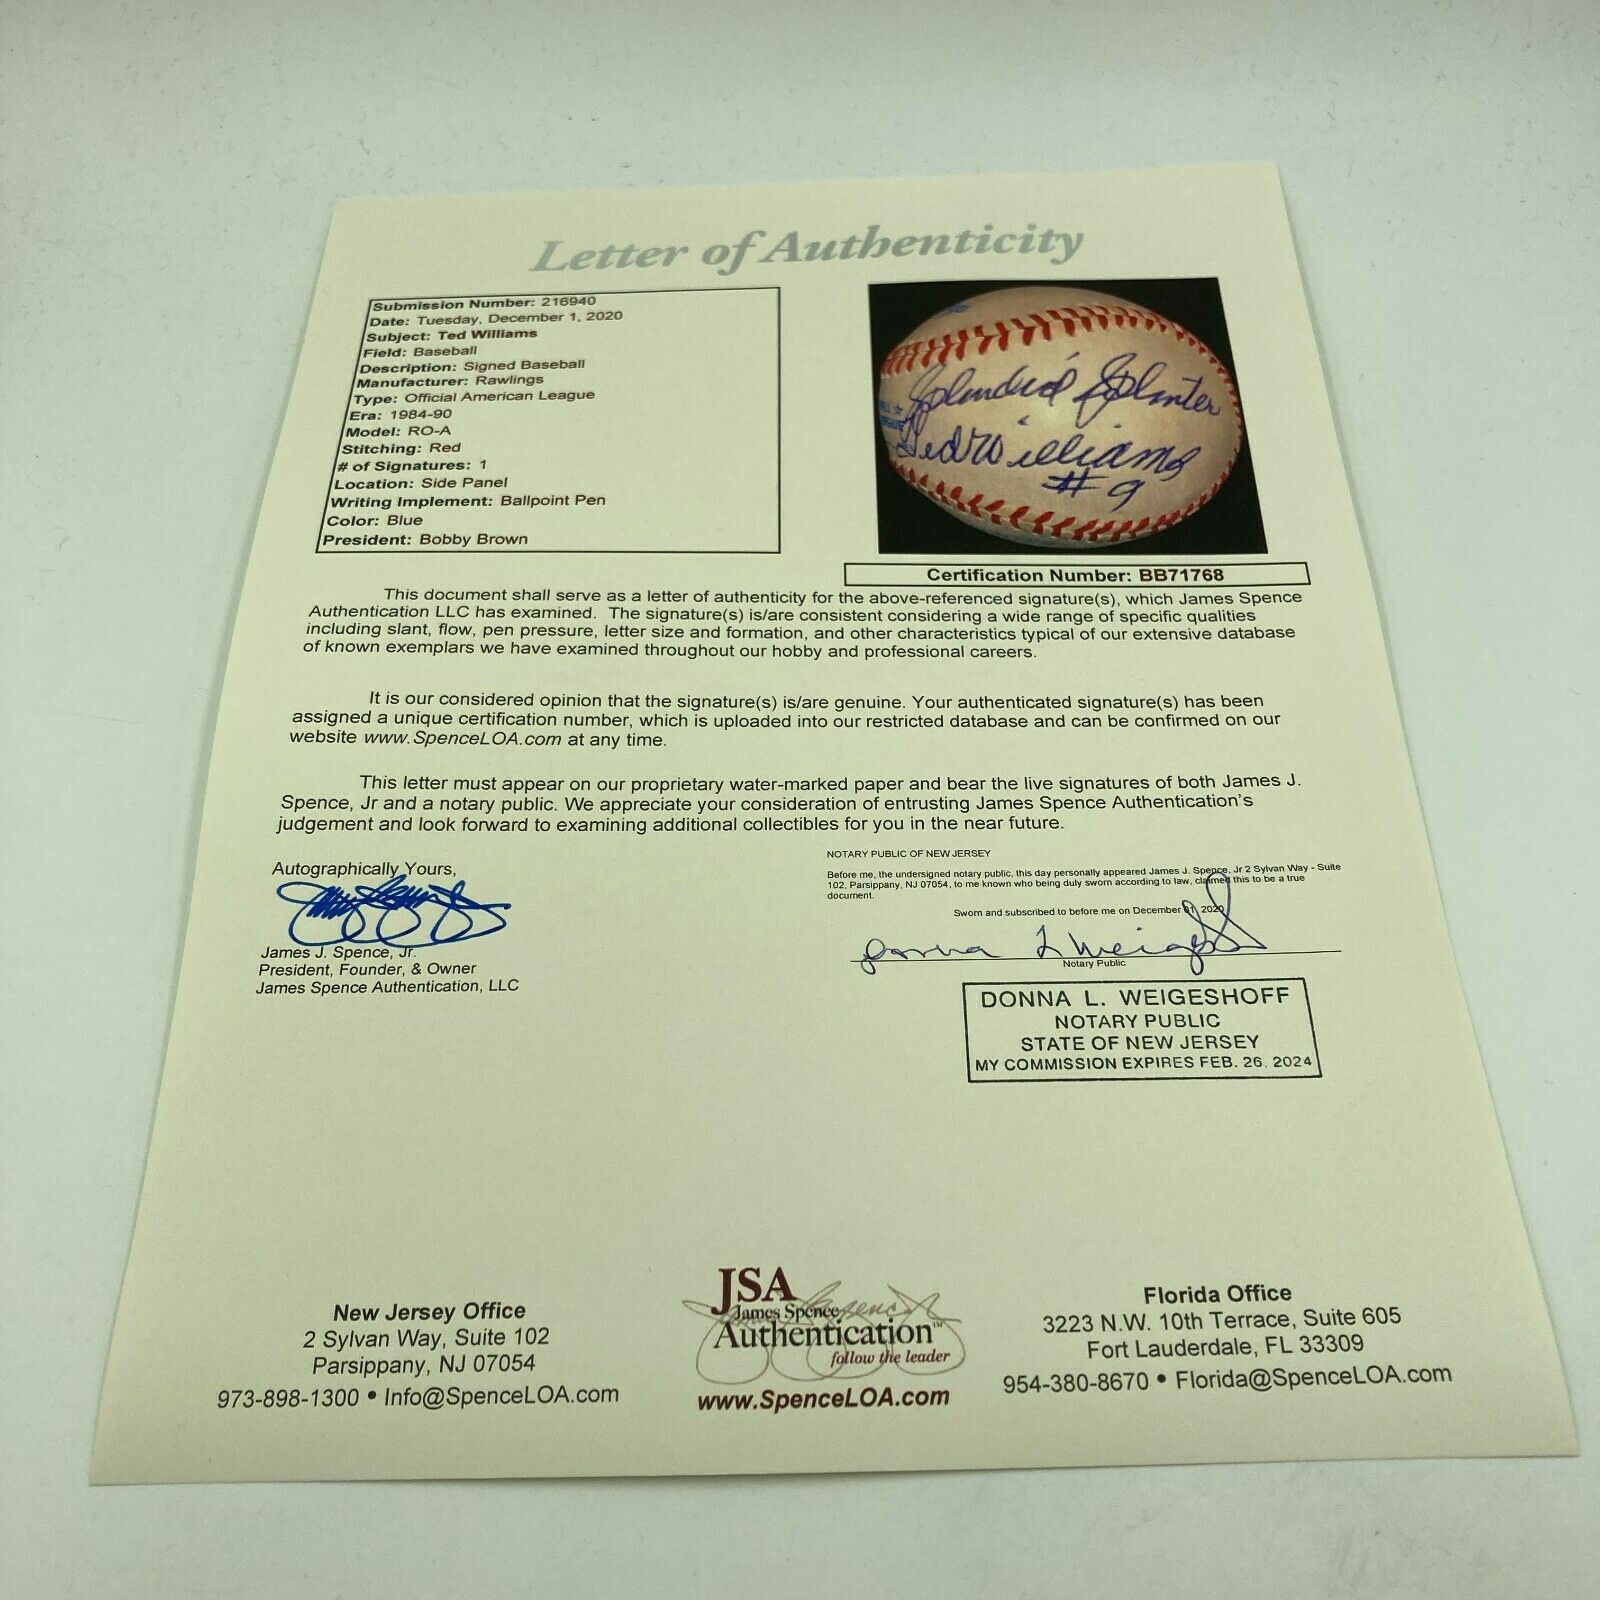 Letter of Authenticity
Submission Number: 216940
Date: Tuesday, December 1, 2020
Subject: Ted Williams
Field: Baseball
Description: Signed Baseball
Manufacturer: Rawlings
Type: Official American League
Era: 1984-90
Model: RO-A
Stitching: Red
# of Signatures: 1
Location: Side Panel
Writing Implement: Ballpoint Pen
Color: Blue
President: Bobby Brown
Splendid Splinter
Ted Williams
#9
Certification Number: BB71768
This document shall serve as a letter of authenticity for the above-referenced signature(s), which James Spence
Authentication LLC has examined. The signature(s) is/are consistent considering a wide range of specific qualities
including slant, flow, pen pressure, letter size and formation, and other characteristics typical of our extensive database
of known exemplars we have examined throughout our hobby and professional careers.
It is our considered opinion that the signature(s) is/are genuine. Your authenticated signature(s) has been
assigned a unique certification number, which is uploaded into our restricted database and can be confirmed on our
website www.SpenceLOA.com at any time.
This letter must appear on our proprietary water-marked paper and bear the live signatures of both James J.
Spence, Jr and a notary public. We appreciate your consideration of entrusting James Spence Authentication's
judgement and look forward to examining additional collectibles for you in the near future.
Autographically Yours,
James J. Spence, Jr.
President, Founder, & Owner
James Spence Authentication, LLC
NOTARY PUBLIC OF NEW JERSEY
Before me, the undersigned notary public, this day personally appeared James J. Spence, Jr 2 Sylvan Way - Suite
102, Parsippany, NJ 07054, to me known who being duly sworn according to law, claimed this to be a true
document.
Sworn and subscribed to before me on December 01, 2020
Donna L Weigeshoff
Notary Public
DONNA L. WEIGESHOFF
NOTARY PUBLIC
STATE OF NEW JERSEY
MY COMMISSION EXPIRES FEB. 26, 2024
New Jersey Office
2 Sylvan Way, Suite 102
Parsippany, NJ 07054
973-898-1300 • Info@SpenceLOA.com
JSA
James Spence
Authentication™
follow the leader
www.SpenceLOA.com
Florida Office
3223 N.W. 10th Terrace, Suite 605
Fort Lauderdale, FL 33309
954-380-8670 • Florida@SpenceLOA.com